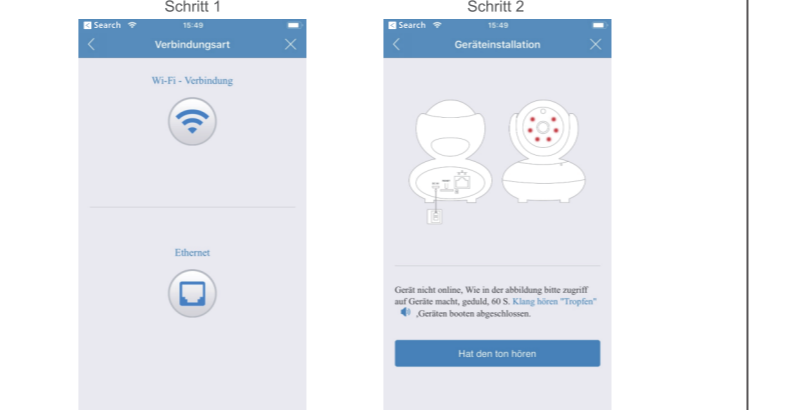 Schritt 1
Search 15:49
Verbindungsart
Wi-Fi - Verbindung
Ethernet
Schritt 2
Search 15:49
Geräteinstallation
Gerät nicht online, Wie in der abbildung bitte zugriff
auf Geräte macht, geduld, 60 S. Klang hören "Tropfen"
,Geräten booten abgeschlossen.
Hat den ton hören